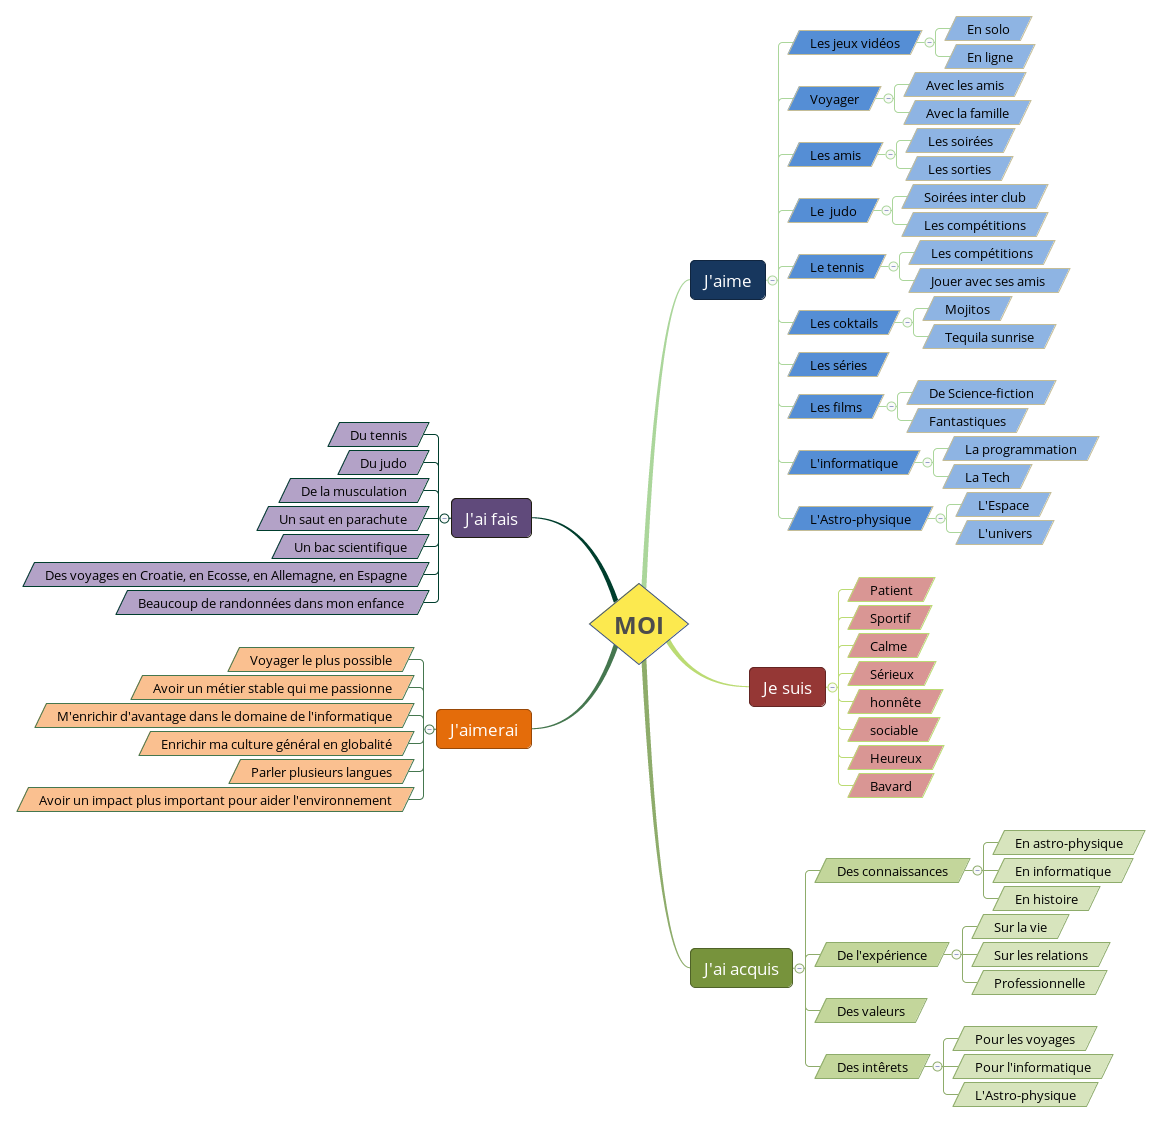 MOI
J'aime
Les jeux vidéos
En solo
En ligne
Voyager
Avec les amis
Avec la famille
Les amis
Les soirées
Les sorties
Le  judo
Soirées inter club
Les compétitions
Le tennis
Les compétitions
Jouer avec ses amis
Les coktails
Mojitos
Tequila sunrise
Les séries
Les films
De Science-fiction
Fantastiques
L'informatique
La programmation
La Tech
L'Astro-physique
L'Espace
L'univers
Je suis
Patient
Sportif
Calme
Sérieux
honnête
sociable
Heureux
Bavard
J'ai acquis
Des connaissances
En astro-physique
En informatique
En histoire
De l'expérience
Sur la vie
Sur les relations
Professionnelle
Des valeurs
Des intêrets
Pour les voyages
Pour l'informatique
L'Astro-physique
J'ai fais
Du tennis
Du judo
De la musculation
Un saut en parachute
Un bac scientifique
Des voyages en Croatie, en Ecosse, en Allemagne, en Espagne
Beaucoup de randonnées dans mon enfance
J'aimerai
Voyager le plus possible
Avoir un métier stable qui me passionne
M'enrichir d'avantage dans le domaine de l'informatique
Enrichir ma culture général en globalité
Parler plusieurs langues
Avoir un impact plus important pour aider l'environnement